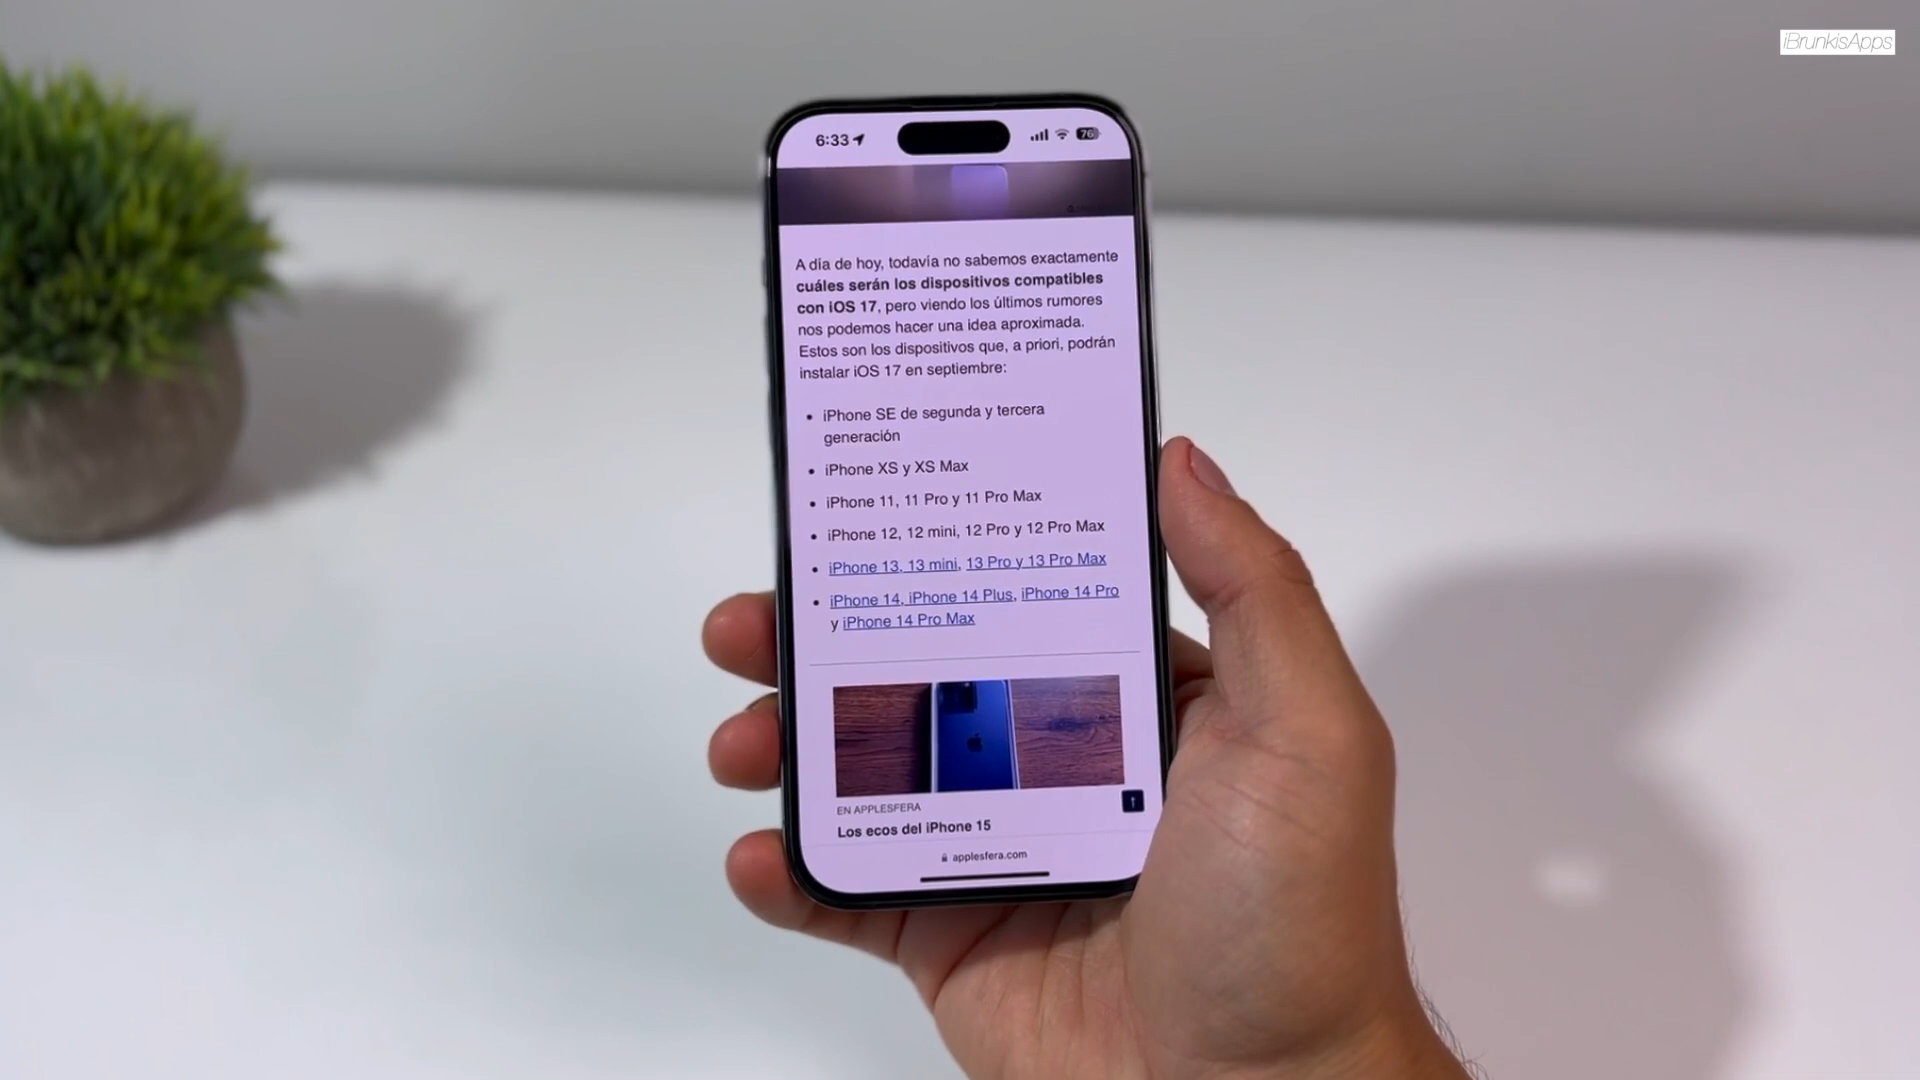 iBrunkisApps
6:33
76
A día de hoy, todavía no sabemos exactamente
cuáles serán los dispositivos compatibles
con iOS 17, pero viendo los últimos rumores
nos podemos hacer una idea aproximada.
Estos son los dispositivos que, a priori, podrán
instalar iOS 17 en septiembre:
• iPhone SE de segunda y tercera
generación
• iPhone XS y XS Max
• iPhone 11, 11 Pro y 11 Pro Max
• iPhone 12, 12 mini, 12 Pro y 12 Pro Max
• iPhone 13, 13 mini, 13 Pro y 13 Pro Max
• iPhone 14, iPhone 14 Plus, iPhone 14 Pro
y iPhone 14 Pro Max
EN APPLESFERA
Los ecos del iPhone 15
applesfera.com